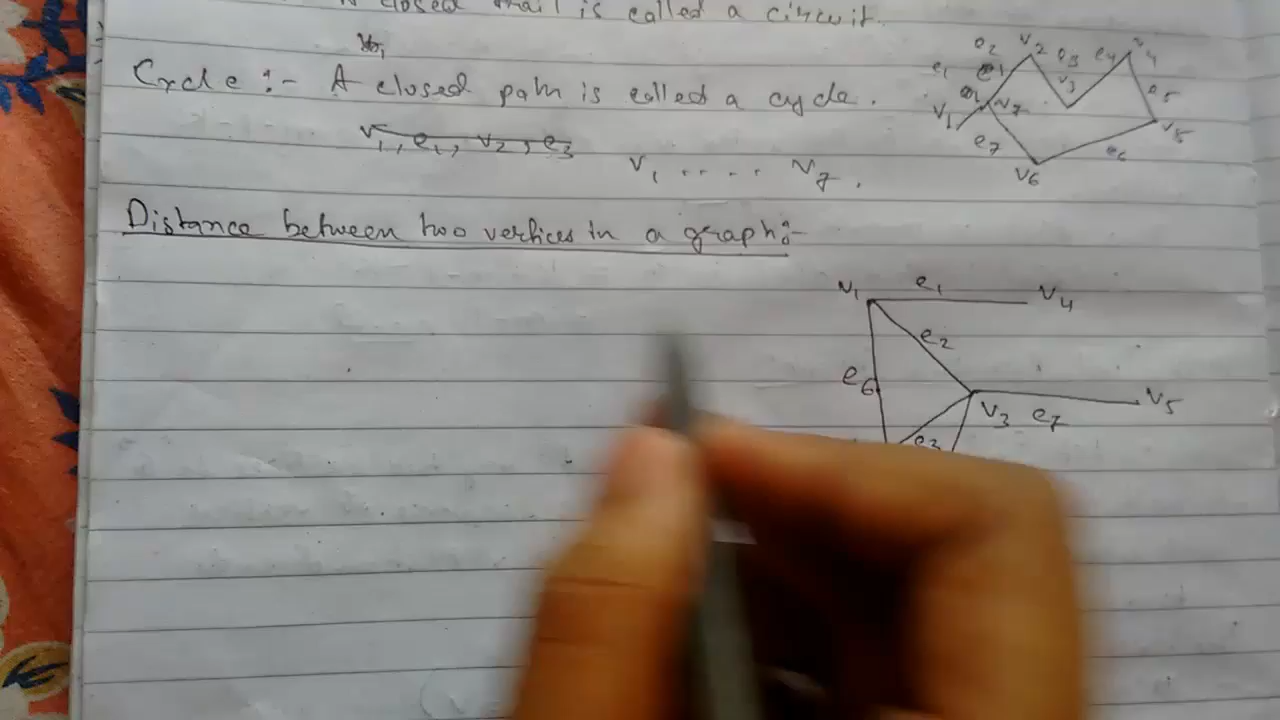 closed trail is called a circuit.
Cycle :- A closed path is called a cycle.
v1, e1, v2, e3
v1 ..... v7.
e1 e2 v2 e3 e4 v4
v1 v7 v3 e5
e7 v6 e6 v5
Distance between two vertices in a graph:-
v1 e1 v4
e2
e6
v3 e7 v5
e3